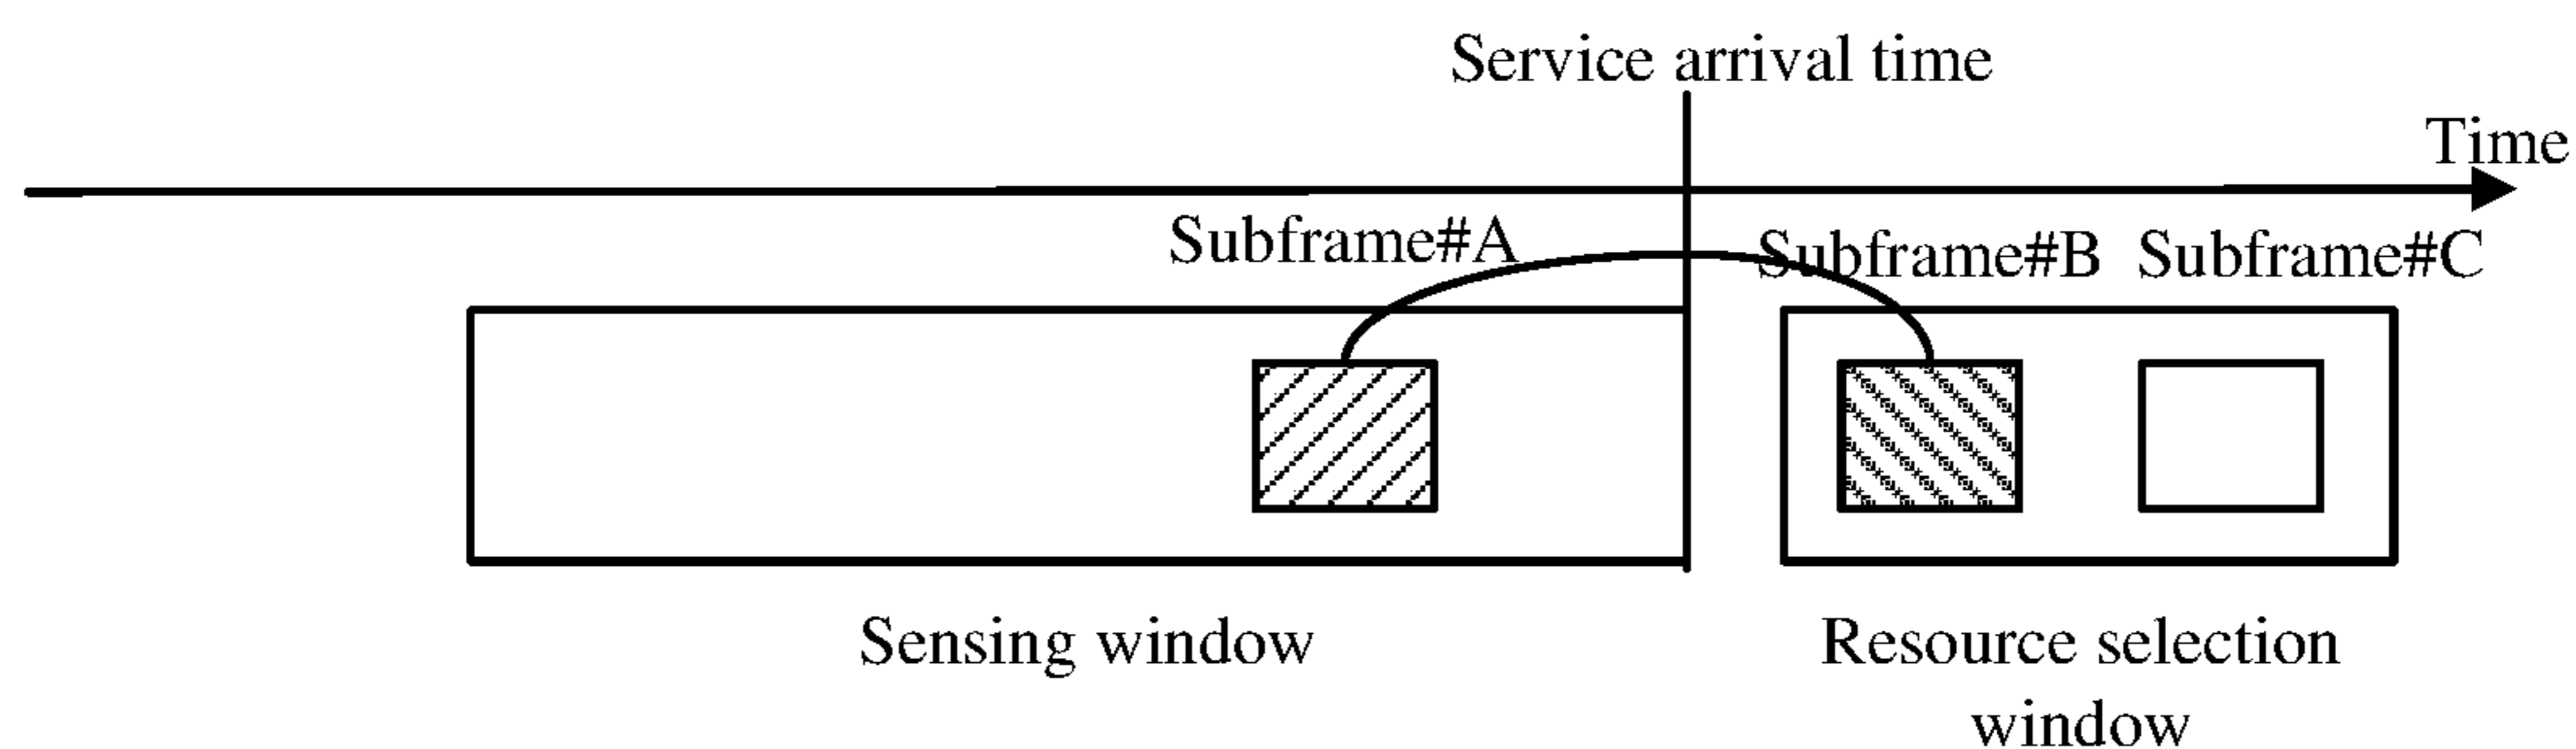 Service arrival time
Time
Subframe#A
Subframe#B
Subframe#C
Sensing window
Resource selection
window